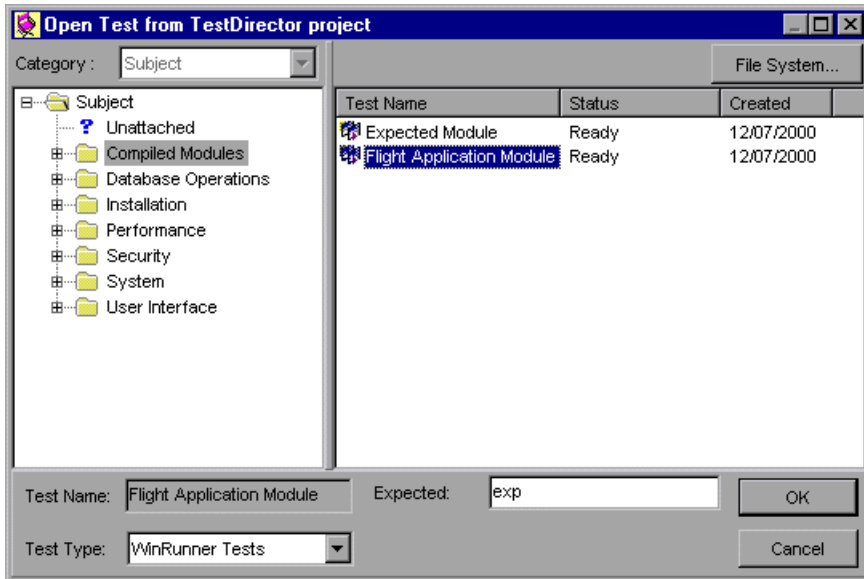 Open Test from TestDirector project
Category : Subject
File System...
Subject
? Unattached
Compiled Modules
Database Operations
Installation
Performance
Security
System
User Interface
Test Name Status Created
Expected Module Ready 12/07/2000
Flight Application Module Ready 12/07/2000
Test Name: Flight Application Module Expected: exp OK
Test Type: WinRunner Tests Cancel